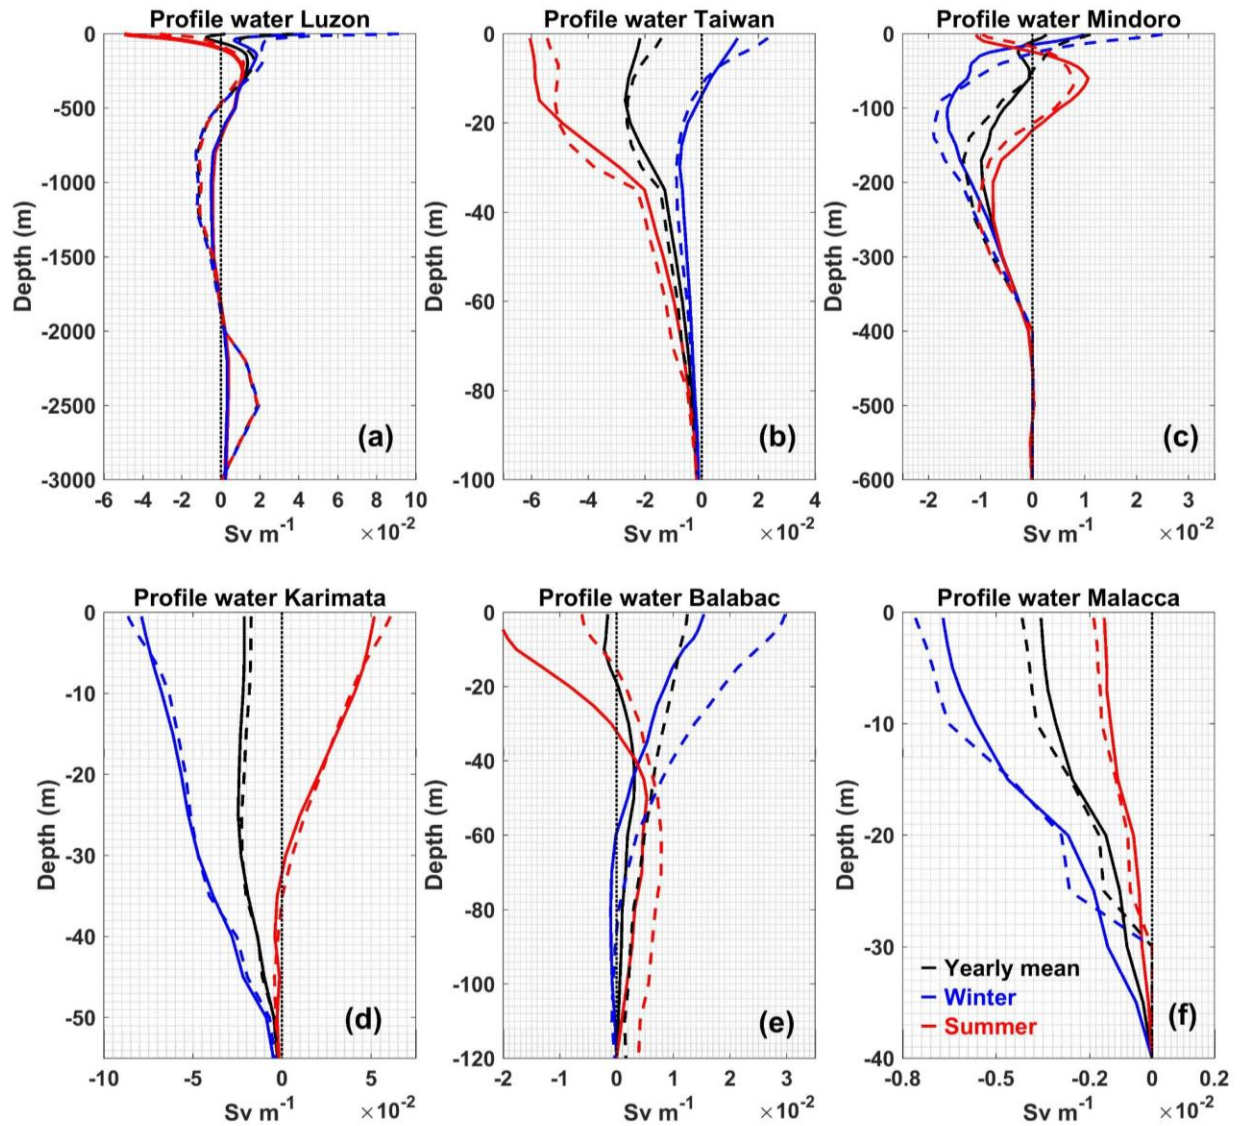 Profile water Luzon
0
-500
-1000
-1500
-2000
-2500
-3000
Depth (m)
-6 -4 -2 0 2 4 6 8 10
Sv m⁻¹
×10⁻²
(a)
Profile water Taiwan
0
-20
-40
-60
-80
-100
Depth (m)
-6 -4 -2 0 2 4
Sv m⁻¹
×10⁻²
(b)
Profile water Mindoro
0
-100
-200
-300
-400
-500
-600
Depth (m)
-2 -1 0 1 2 3
Sv m⁻¹
×10⁻²
(c)
Profile water Karimata
0
-10
-20
-30
-40
-50
Depth (m)
-10 -5 0 5
Sv m⁻¹
×10⁻²
(d)
Profile water Balabac
0
-20
-40
-60
-80
-100
-120
Depth (m)
-2 -1 0 1 2 3
Sv m⁻¹
×10⁻²
(e)
Profile water Malacca
0
-10
-20
-30
-40
Depth (m)
-0.8 -0.5 -0.2 0 0.2
Sv m⁻¹
×10⁻²
Yearly mean
Winter
Summer
(f)